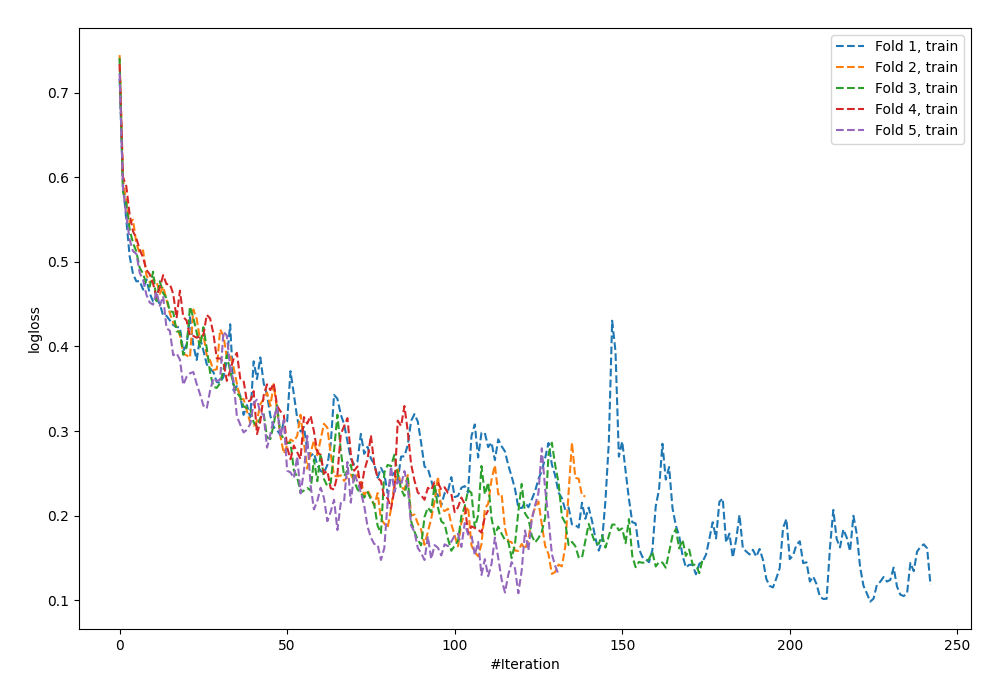 Fold 1, train
Fold 2, train
Fold 3, train
Fold 4, train
Fold 5, train
0.7
0.6
0.5
0.4
0.3
0.2
0.1
logloss
0 50 100 150 200 250
#Iteration